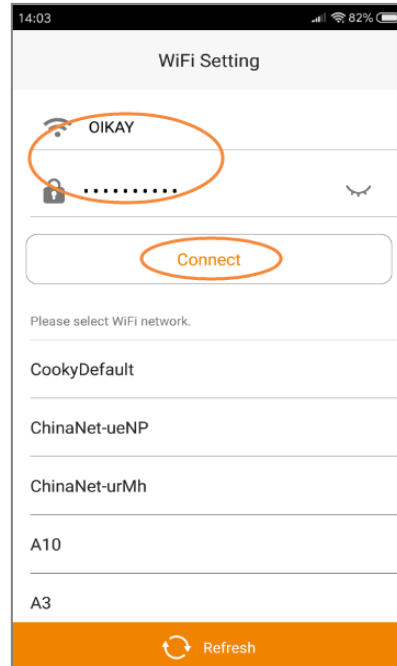 14:03 82%
WiFi Setting
OIKAY
••••••••••
Connect
Please select WiFi network.
CookyDefault
ChinaNet-ueNP
ChinaNet-urMh
A10
A3
Refresh